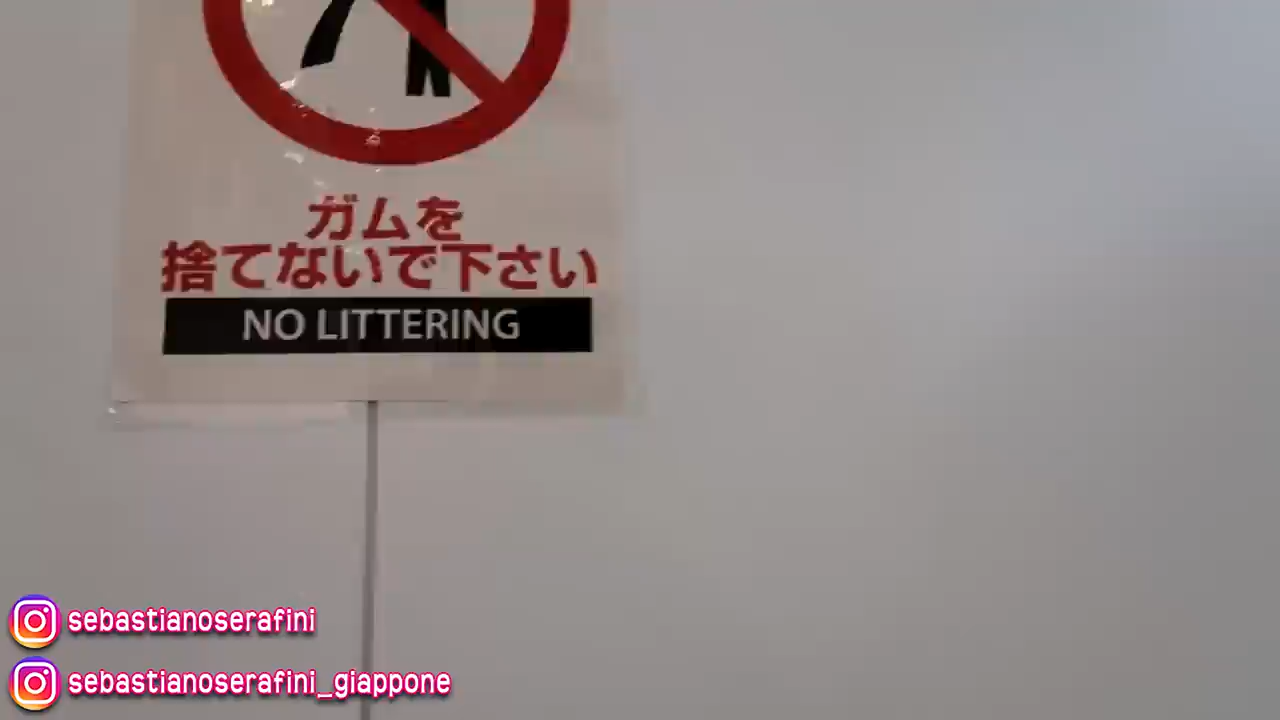 ガムを
捨てないで下さい
NO LITTERING
sebastianoserafini
sebastianoserafini_giappone